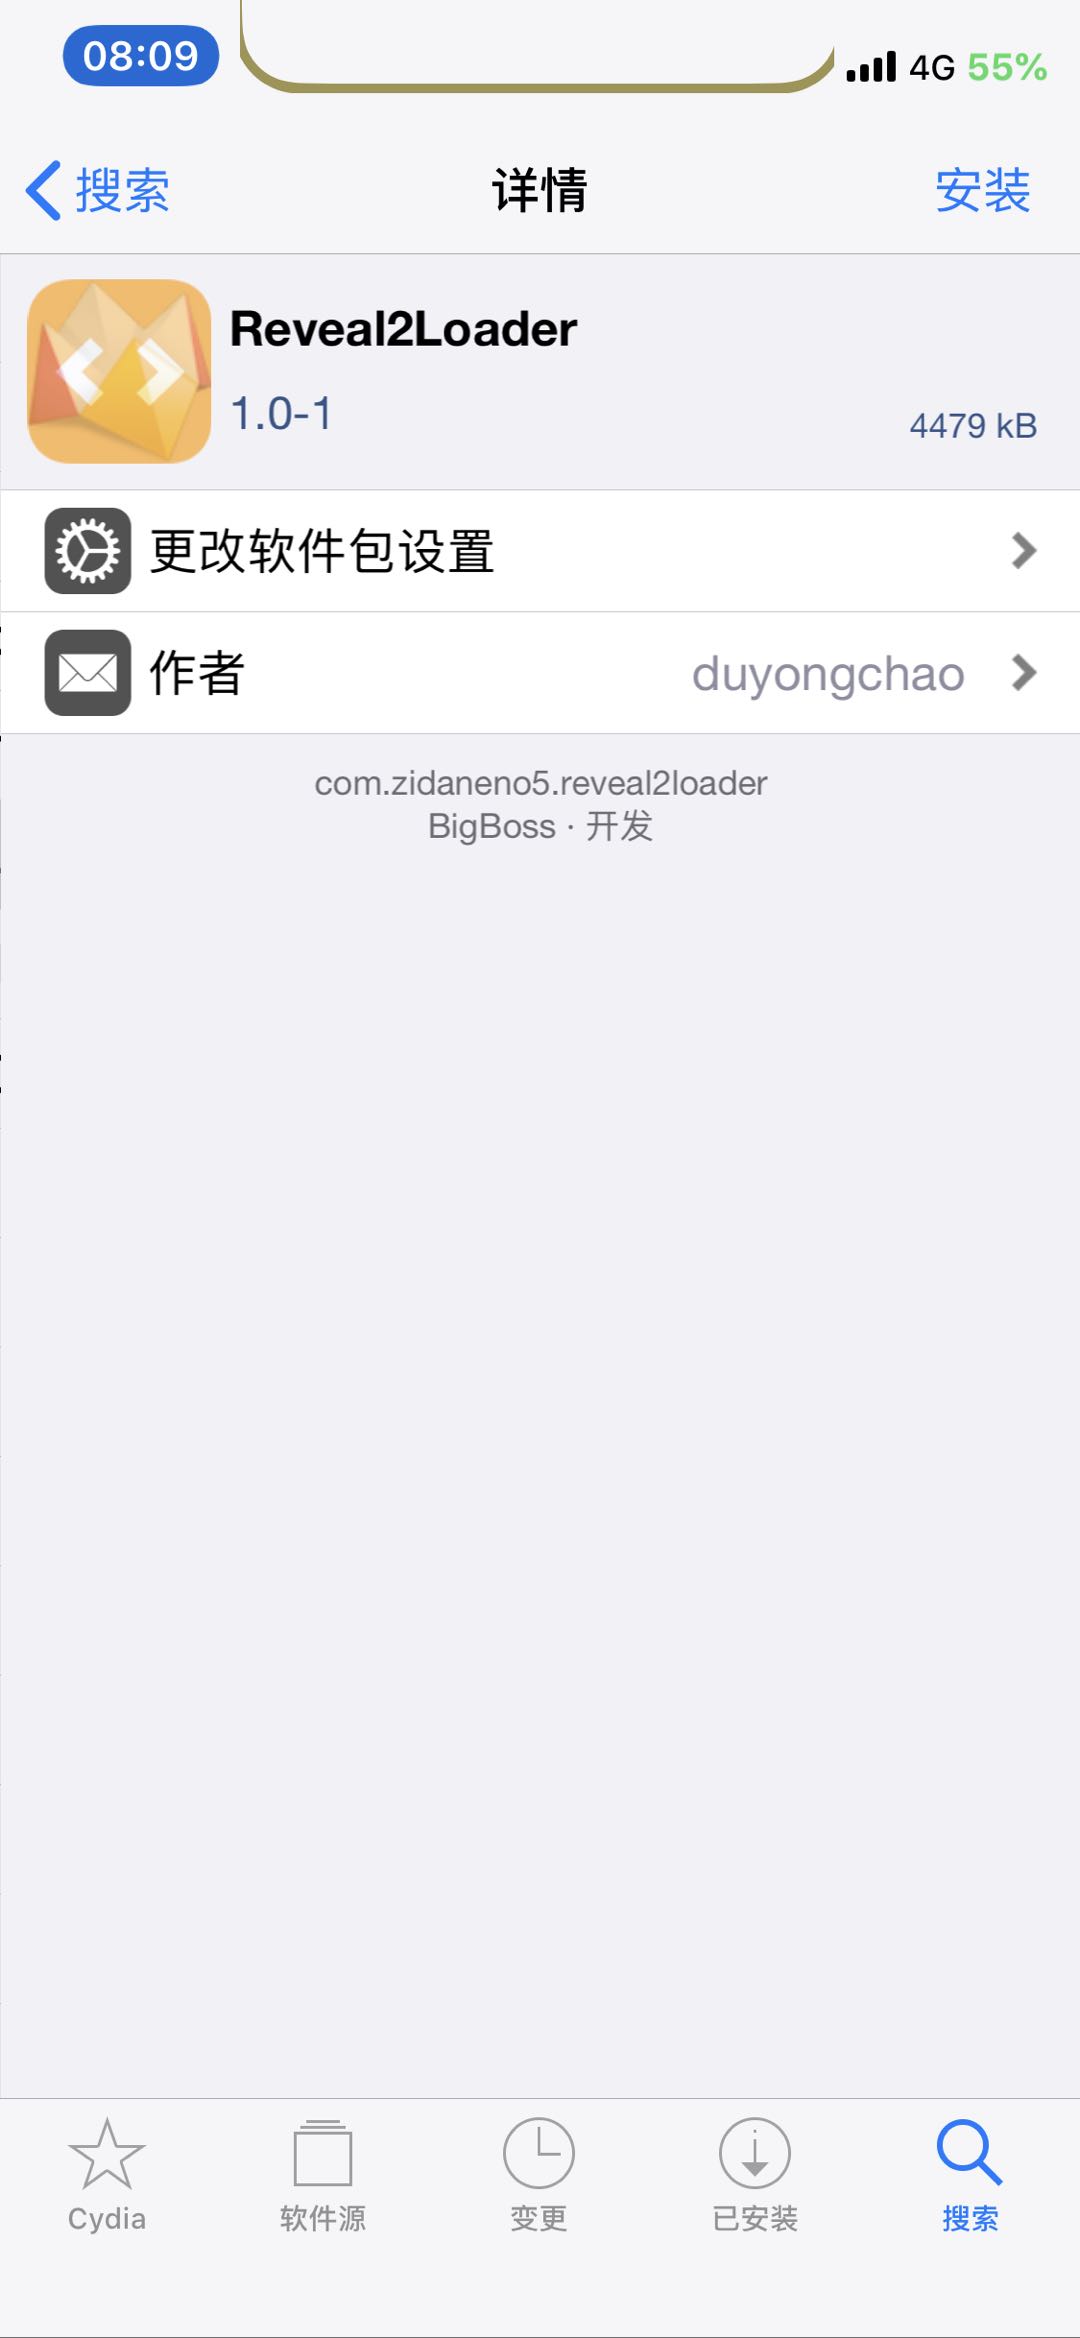 08:09
4G 55%
搜索
详情
安装
Reveal2Loader
1.0-1
4479 kB
更改软件包设置
作者
duyongchao
com.zidaneno5.reveal2loader
BigBoss · 开发
Cydia
软件源
变更
已安装
搜索